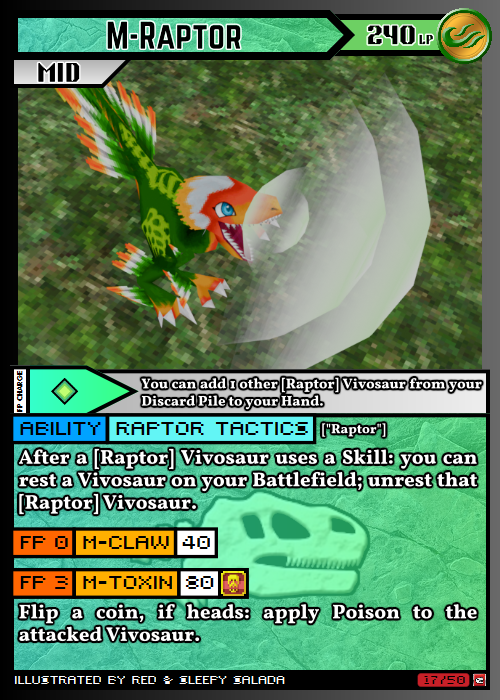 M-RAPTOR
240 LP
MID
FP CHARGE
You can add 1 other [Raptor] Vivosaur from your
Discard Pile to your Hand.
ABILITY RAPTOR TACTICS ["Raptor"]
After a [Raptor] Vivosaur uses a Skill: you can
rest a Vivosaur on your Battlefield; unrest that
[Raptor] Vivosaur.
FP 0 M-CLAW 40
FP 3 M-TOXIN 80
Flip a coin, if heads: apply Poison to the
attacked Vivosaur.
ILLUSTRATED BY RED & SLEEPY SALADA
17/50